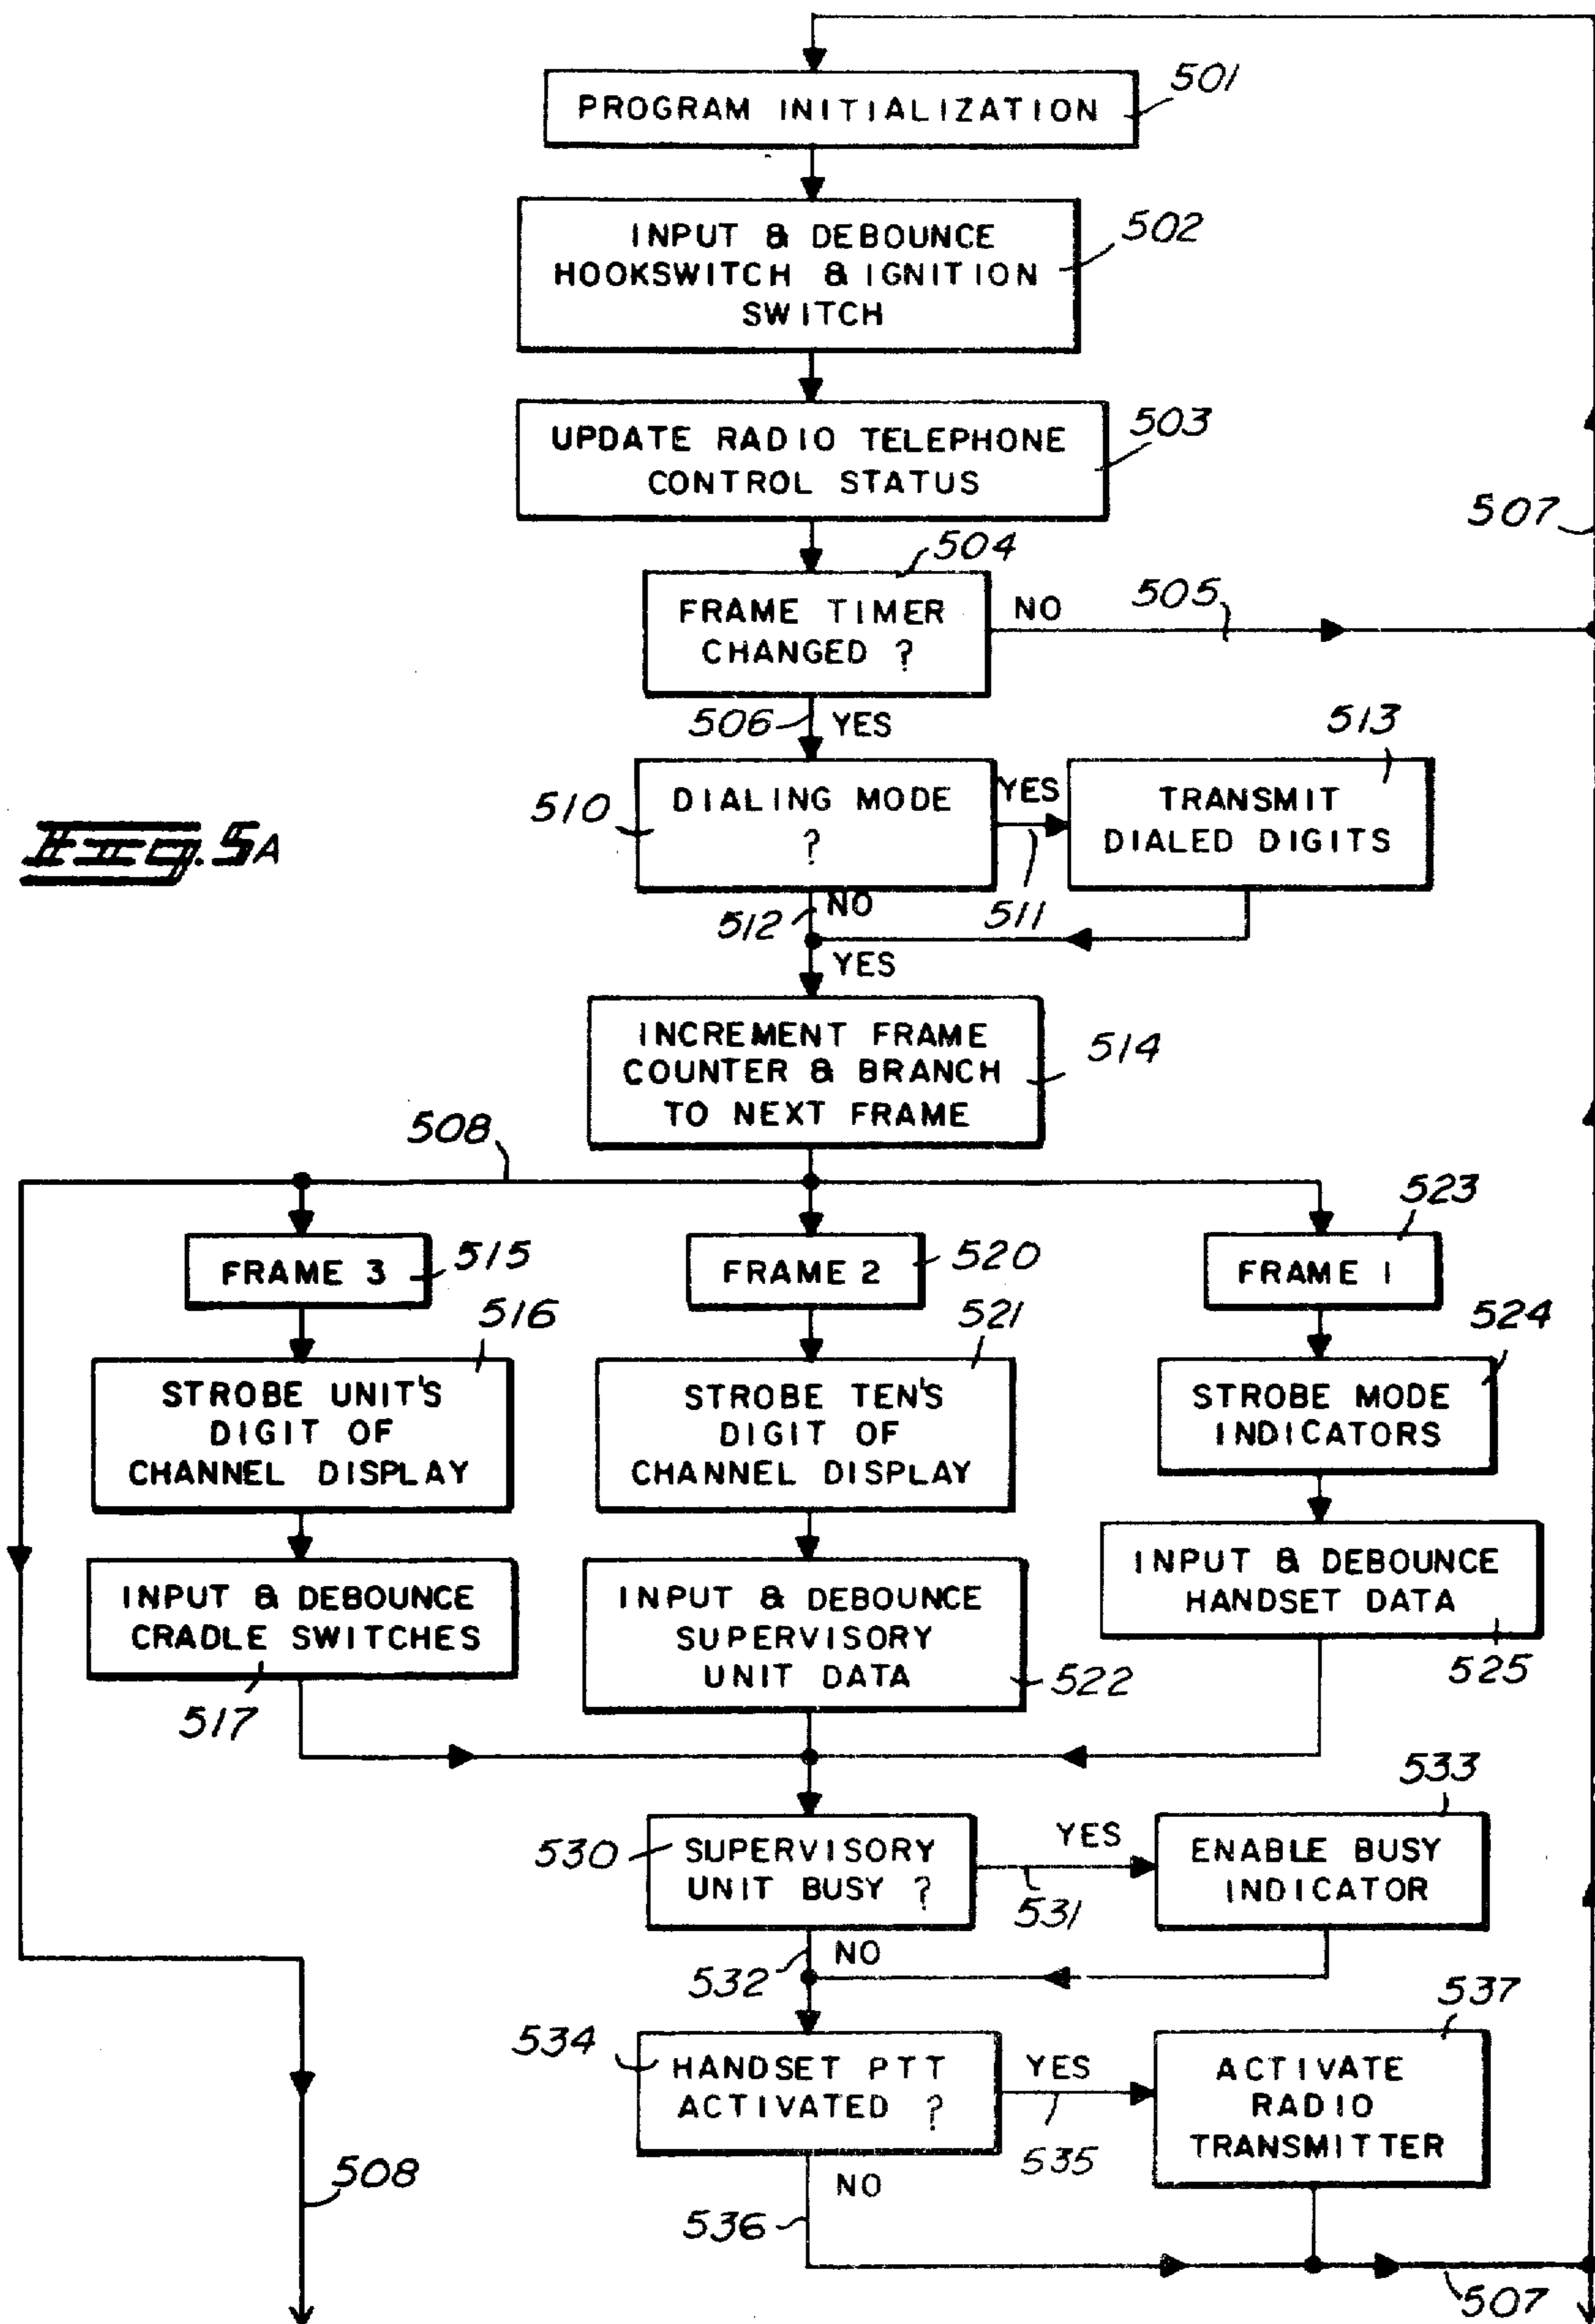 501
PROGRAM INITIALIZATION
502
INPUT & DEBOUNCE
HOOKSWITCH & IGNITION
SWITCH
503
UPDATE RADIO TELEPHONE
CONTROL STATUS
507
504
FRAME TIMER
CHANGED ?
NO
505
506
YES
513
510
DIALING MODE
?
YES
511
TRANSMIT
DIALED DIGITS
Fig. 5A
512
NO
YES
INCREMENT FRAME
COUNTER & BRANCH
TO NEXT FRAME
514
508
523
FRAME 3
515
FRAME 2
520
FRAME 1
516
521
524
STROBE UNIT'S
DIGIT OF
CHANNEL DISPLAY
STROBE TEN'S
DIGIT OF
CHANNEL DISPLAY
STROBE MODE
INDICATORS
INPUT & DEBOUNCE
CRADLE SWITCHES
517
INPUT & DEBOUNCE
SUPERVISORY
UNIT DATA
522
INPUT & DEBOUNCE
HANDSET DATA
525
533
530
SUPERVISORY
UNIT BUSY ?
YES
531
ENABLE BUSY
INDICATOR
532
NO
537
534
HANDSET PTT
ACTIVATED ?
YES
535
ACTIVATE
RADIO
TRANSMITTER
508
NO
536
507